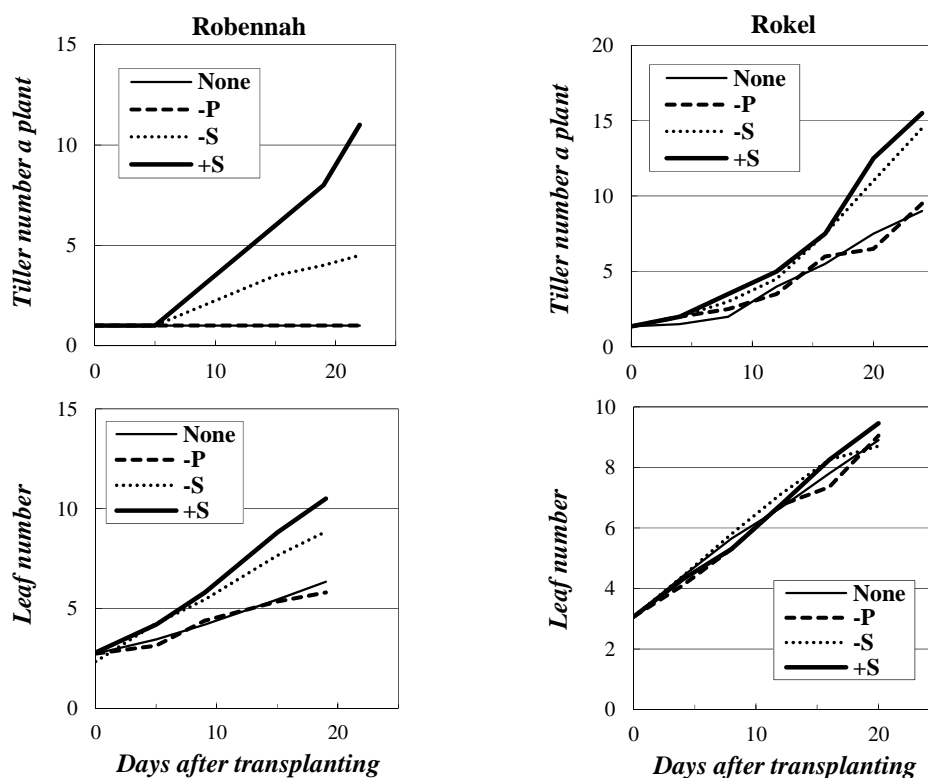 Robennah
15
10
5
0
0
10
20
Tiller number a plant
None
-P
-S
+S
Rokel
20
15
10
5
0
0
10
20
Tiller number a plant
None
-P
-S
+S
15
10
5
0
0
10
20
Leaf number
Days after transplanting
None
-P
-S
+S
10
8
6
4
2
0
0
10
20
Leaf number
Days after transplanting
None
-P
-S
+S